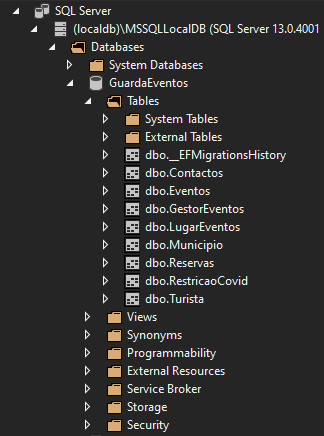 SQL Server
(localdb)\MSSQLLocalDB (SQL Server 13.0.4001
Databases
System Databases
GuardaEventos
Tables
System Tables
External Tables
dbo.__EFMigrationsHistory
dbo.Contactos
dbo.Eventos
dbo.GestorEventos
dbo.LugarEventos
dbo.Municipio
dbo.Reservas
dbo.RestricaoCovid
dbo.Turista
Views
Synonyms
Programmability
External Resources
Service Broker
Storage
Security